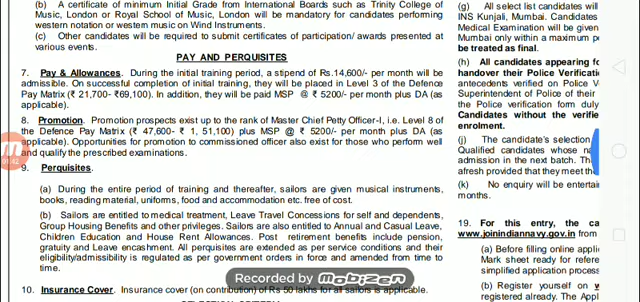 (b) A certificate of minimum Initial Grade from International Boards such as Trinity College of
Music, London or Royal School of Music, London will be mandatory for candidates performing
western notation or western music on Wind Instruments.
(c) Other candidates will be required to submit certificates of participation/ awards presented at
various events.
PAY AND PERQUISITES
7. Pay & Allowances. During the initial training period, a stipend of Rs.14,600/- per month will be
admissible. On successful completion of initial training, they will be placed in Level 3 of the Defence
Pay Matrix (₹ 21,700- ₹69,100). In addition, they will be paid MSP @ ₹ 5200/- per month plus DA (as
applicable).
8. Promotion. Promotion prospects exist up to the rank of Master Chief Petty Officer-I, i.e. Level 8
of the Defence Pay Matrix (₹ 47,600- ₹ 1, 51,100) plus MSP @ ₹ 5200/- per month plus DA (as
applicable). Opportunities for promotion to commissioned officer also exist for those who perform well
and qualify the prescribed examinations.
9. Perquisites.
(a) During the entire period of training and thereafter, sailors are given musical instruments,
books, reading material, uniforms, food and accommodation etc. free of cost.
(b) Sailors are entitled to medical treatment, Leave Travel Concessions for self and dependents,
Group Housing Benefits and other privileges. Sailors are also entitled to Annual and Casual Leave,
Children Education and House Rent Allowances. Post retirement benefits include pension,
gratuity and Leave encashment. All perquisites are extended as per service conditions and their
eligibility/admissibility is regulated as per government orders in force and amended from time to
time.
10. Insurance Cover. Insurance cover (on contribution) of Rs 50 lakhs for all sailors is applicable.
(g) All select list candidates will
INS Kunjali, Mumbai. Candidates
Medical Examination will be given
Mumbai only within a maximum
be treated as final.
(h) All candidates appearing
handover their Police
antecedents verified on Police V
Superintendent of Police of their
the Police verification form duly
Candidates without the
enrolment.
(j) The candidate's selection
Qualified candidates whose
admission in the next batch.
afresh provided they meet
(k) No enquiry will be
months.
19. For this entry, the ca
www.joinindiannavy.gov.in from
(a) Before filling online
Mark sheet ready for
simplified application
(b) Register yourself on
registered already. The
Recorded by mobizen